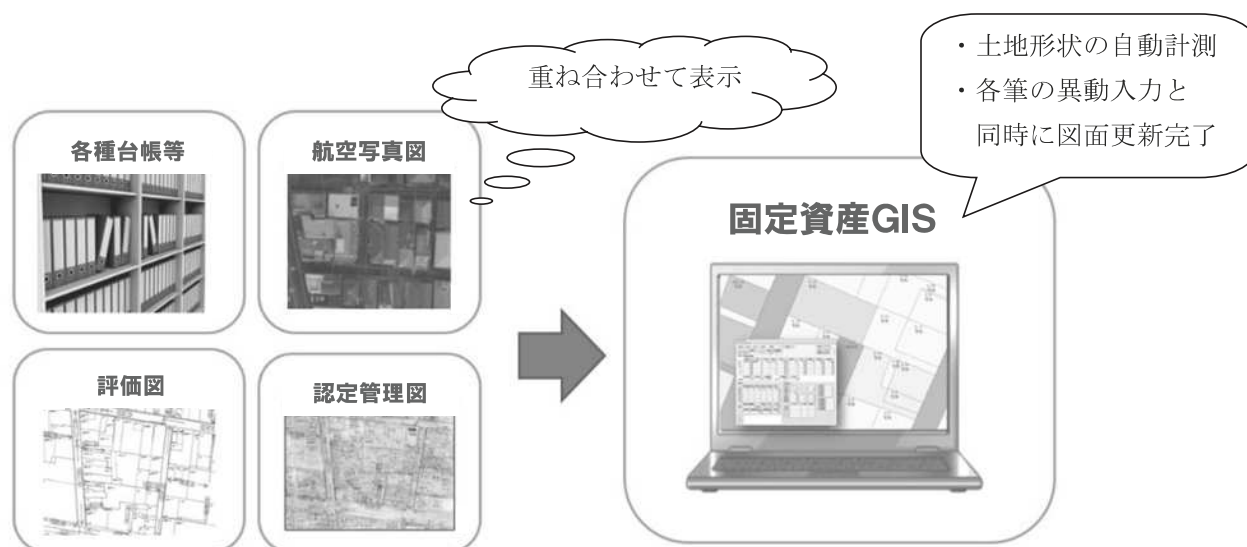 重ね合わせて表示
・土地形状の自動計測
・各筆の異動入力と
同時に図面更新完了
各種台帳等
航空写真図
評価図
認定管理図
固定資産GIS